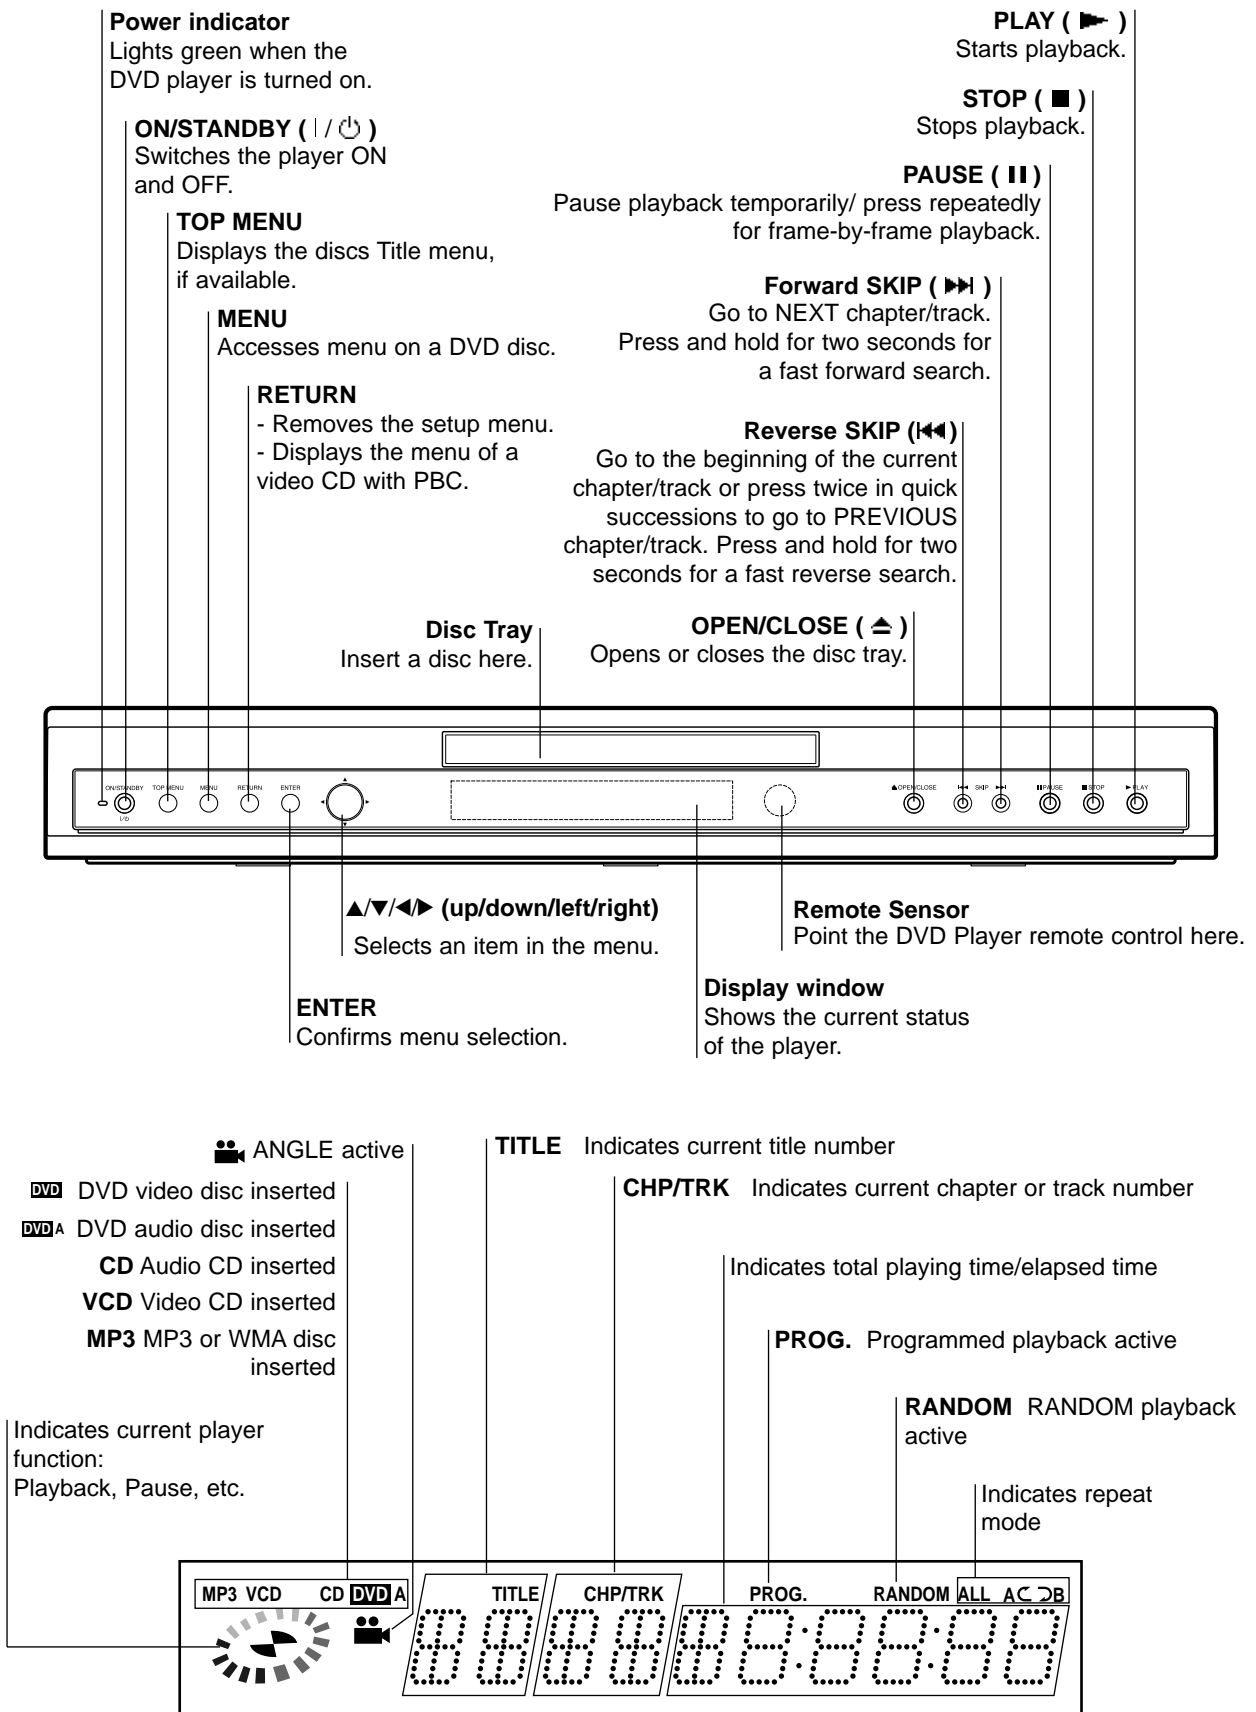 Power indicator
Lights green when the
DVD player is turned on.
ON/STANDBY ( | / ⏻ )
Switches the player ON
and OFF.
TOP MENU
Displays the discs Title menu,
if available.
MENU
Accesses menu on a DVD disc.
RETURN
- Removes the setup menu.
- Displays the menu of a
video CD with PBC.
PLAY ( ► )
Starts playback.
STOP ( ■ )
Stops playback.
PAUSE ( II )
Pause playback temporarily/ press repeatedly
for frame-by-frame playback.
Forward SKIP ( ⏭ )
Go to NEXT chapter/track.
Press and hold for two seconds for
a fast forward search.
Reverse SKIP (⏮)
Go to the beginning of the current
chapter/track or press twice in quick
successions to go to PREVIOUS
chapter/track. Press and hold for two
seconds for a fast reverse search.
Disc Tray
Insert a disc here.
OPEN/CLOSE ( ⏏ )
Opens or closes the disc tray.
ON/STANDBY TOP MENU MENU RETURN ENTER ⏏ OPEN/CLOSE ⏮ SKIP ⏭ II PAUSE ■ STOP ► PLAY
I/⏻
▲/▼/◄/► (up/down/left/right)
Selects an item in the menu.
ENTER
Confirms menu selection.
Remote Sensor
Point the DVD Player remote control here.
Display window
Shows the current status
of the player.
ANGLE active
DVD DVD video disc inserted
DVD A DVD audio disc inserted
CD Audio CD inserted
VCD Video CD inserted
MP3 MP3 or WMA disc
inserted
Indicates current player
function:
Playback, Pause, etc.
TITLE Indicates current title number
CHP/TRK Indicates current chapter or track number
Indicates total playing time/elapsed time
PROG. Programmed playback active
RANDOM RANDOM playback
active
Indicates repeat
mode
MP3 VCD CD DVD A TITLE CHP/TRK PROG. RANDOM ALL A B